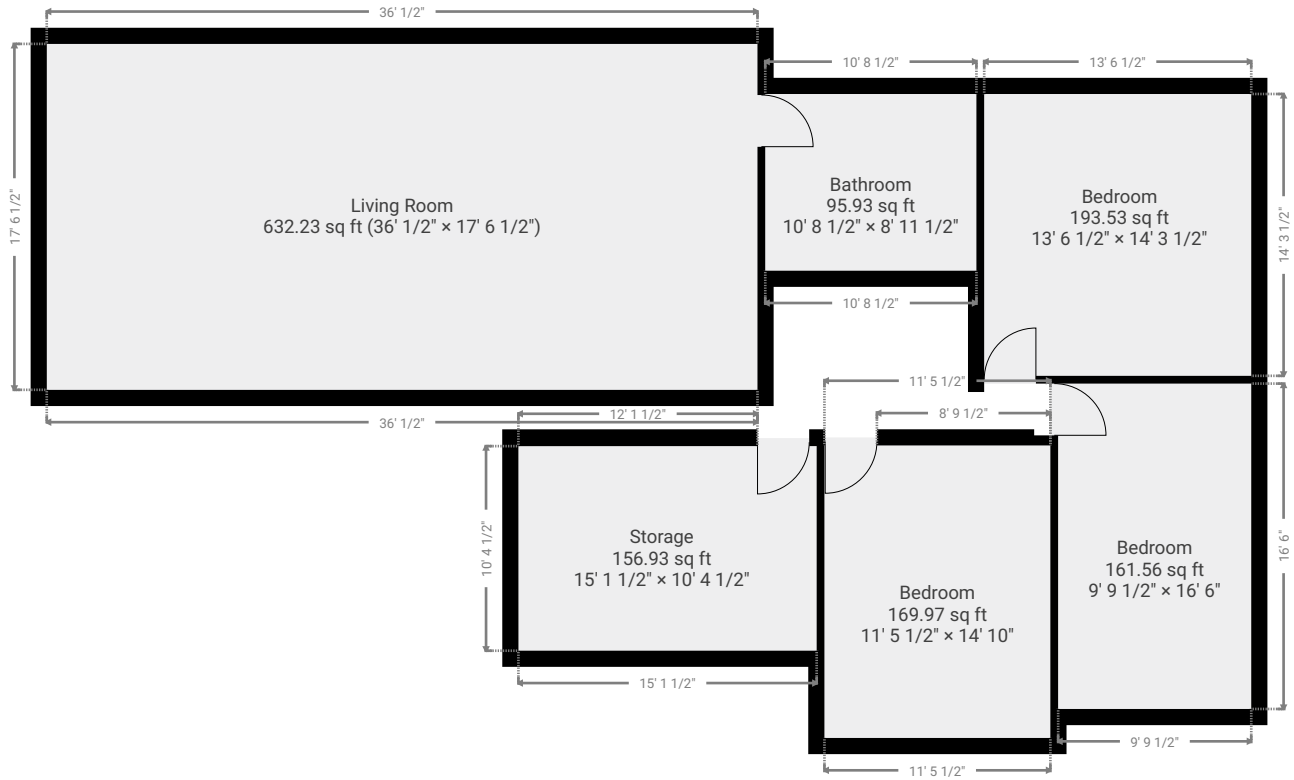 36' 1/2"
10' 8 1/2"
13' 6 1/2"
17' 6 1/2"
Living Room
632.23 sq ft (36' 1/2" × 17' 6 1/2")
Bathroom
95.93 sq ft
10' 8 1/2" × 8' 11 1/2"
Bedroom
193.53 sq ft
13' 6 1/2" × 14' 3 1/2"
14' 3 1/2"
10' 8 1/2"
11' 5 1/2"
12' 1 1/2"
8' 9 1/2"
36' 1/2"
10' 4 1/2"
Storage
156.93 sq ft
15' 1 1/2" × 10' 4 1/2"
Bedroom
169.97 sq ft
11' 5 1/2" × 14' 10"
Bedroom
161.56 sq ft
9' 9 1/2" × 16' 6"
16' 6"
15' 1 1/2"
9' 9 1/2"
11' 5 1/2"